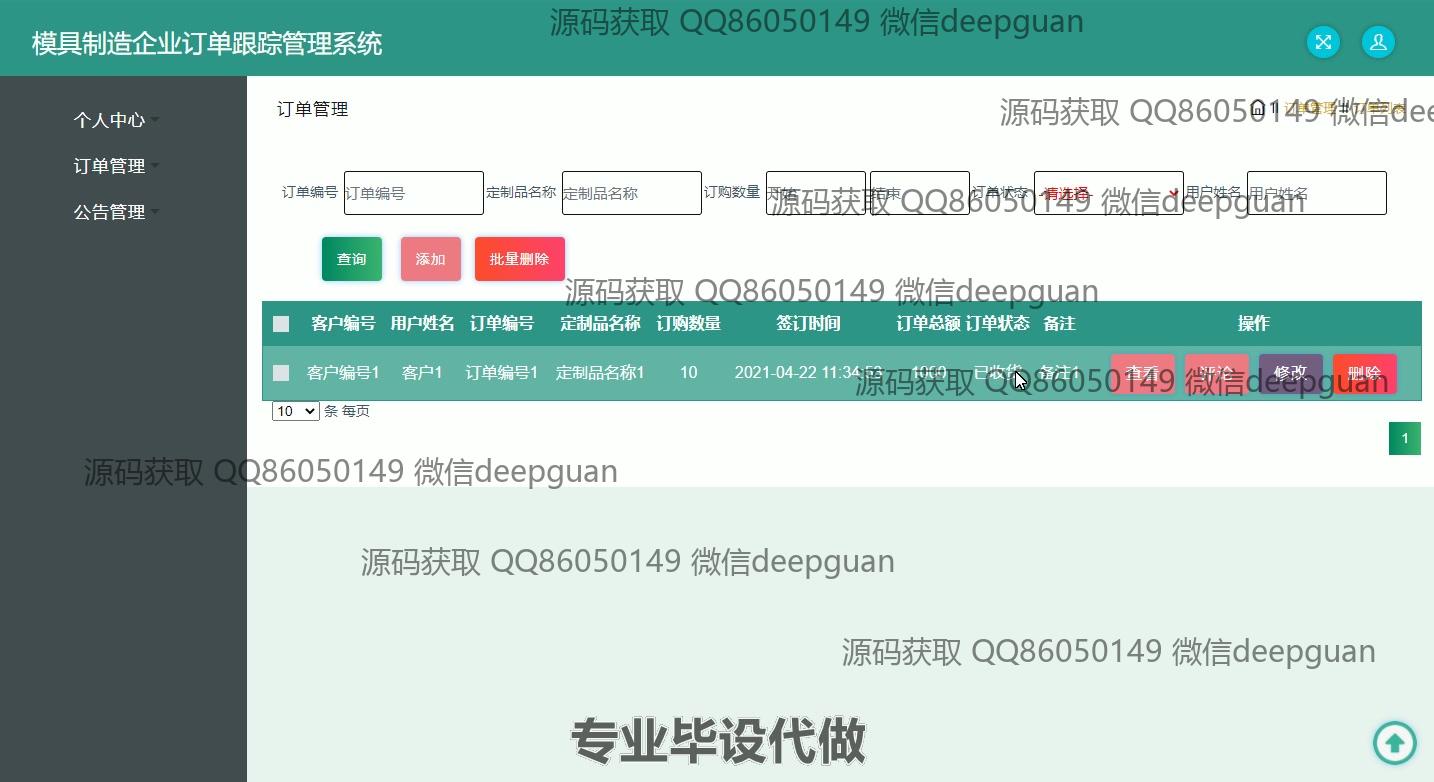 源码获取 QQ86050149 微信deepguan
模具制造企业订单跟踪管理系统
个人中心
订单管理
公告管理
订单管理
源码获取 QQ86050149 微信dee
订单管理 订单列表
订单编号 订单编号 定制品名称 定制品名称 订购数量 开始 结束 订单状态 -请选择- 用户姓名 用户姓名
源码获取 QQ86050149 微信deepguan
查询 添加 批量删除
源码获取 QQ86050149 微信deepguan
客户编号 用户姓名 订单编号 定制品名称 订购数量 签订时间 订单总额 订单状态 备注 操作
客户编号1 客户1 订单编号1 定制品名称1 10 2021-04-22 11:34:53 1000 已收货 备注1 查看 评论 修改 删除
源码获取 QQ86050149 微信deepguan
10 条 每页
1
源码获取 QQ86050149 微信deepguan
源码获取 QQ86050149 微信deepguan
源码获取 QQ86050149 微信deepguan
专业毕设代做